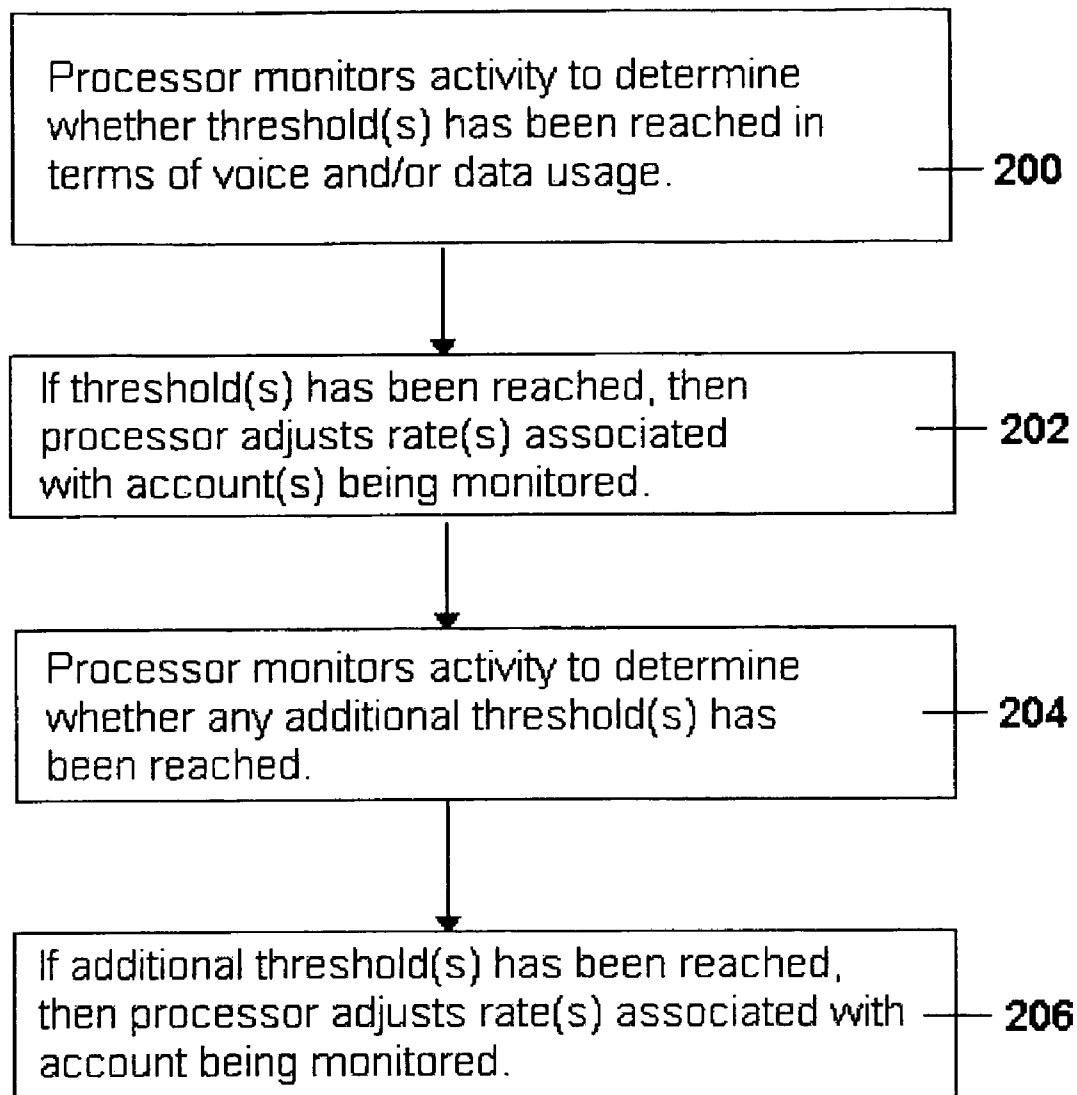 Processor monitors activity to determine
whether threshold(s) has been reached in
terms of voice and/or data usage.
200
If threshold(s) has been reached, then
processor adjusts rate(s) associated
with account(s) being monitored.
202
Processor monitors activity to determine
whether any additional threshold(s) has
been reached.
204
If additional threshold(s) has been reached,
then processor adjusts rate(s) associated with
account being monitored.
206